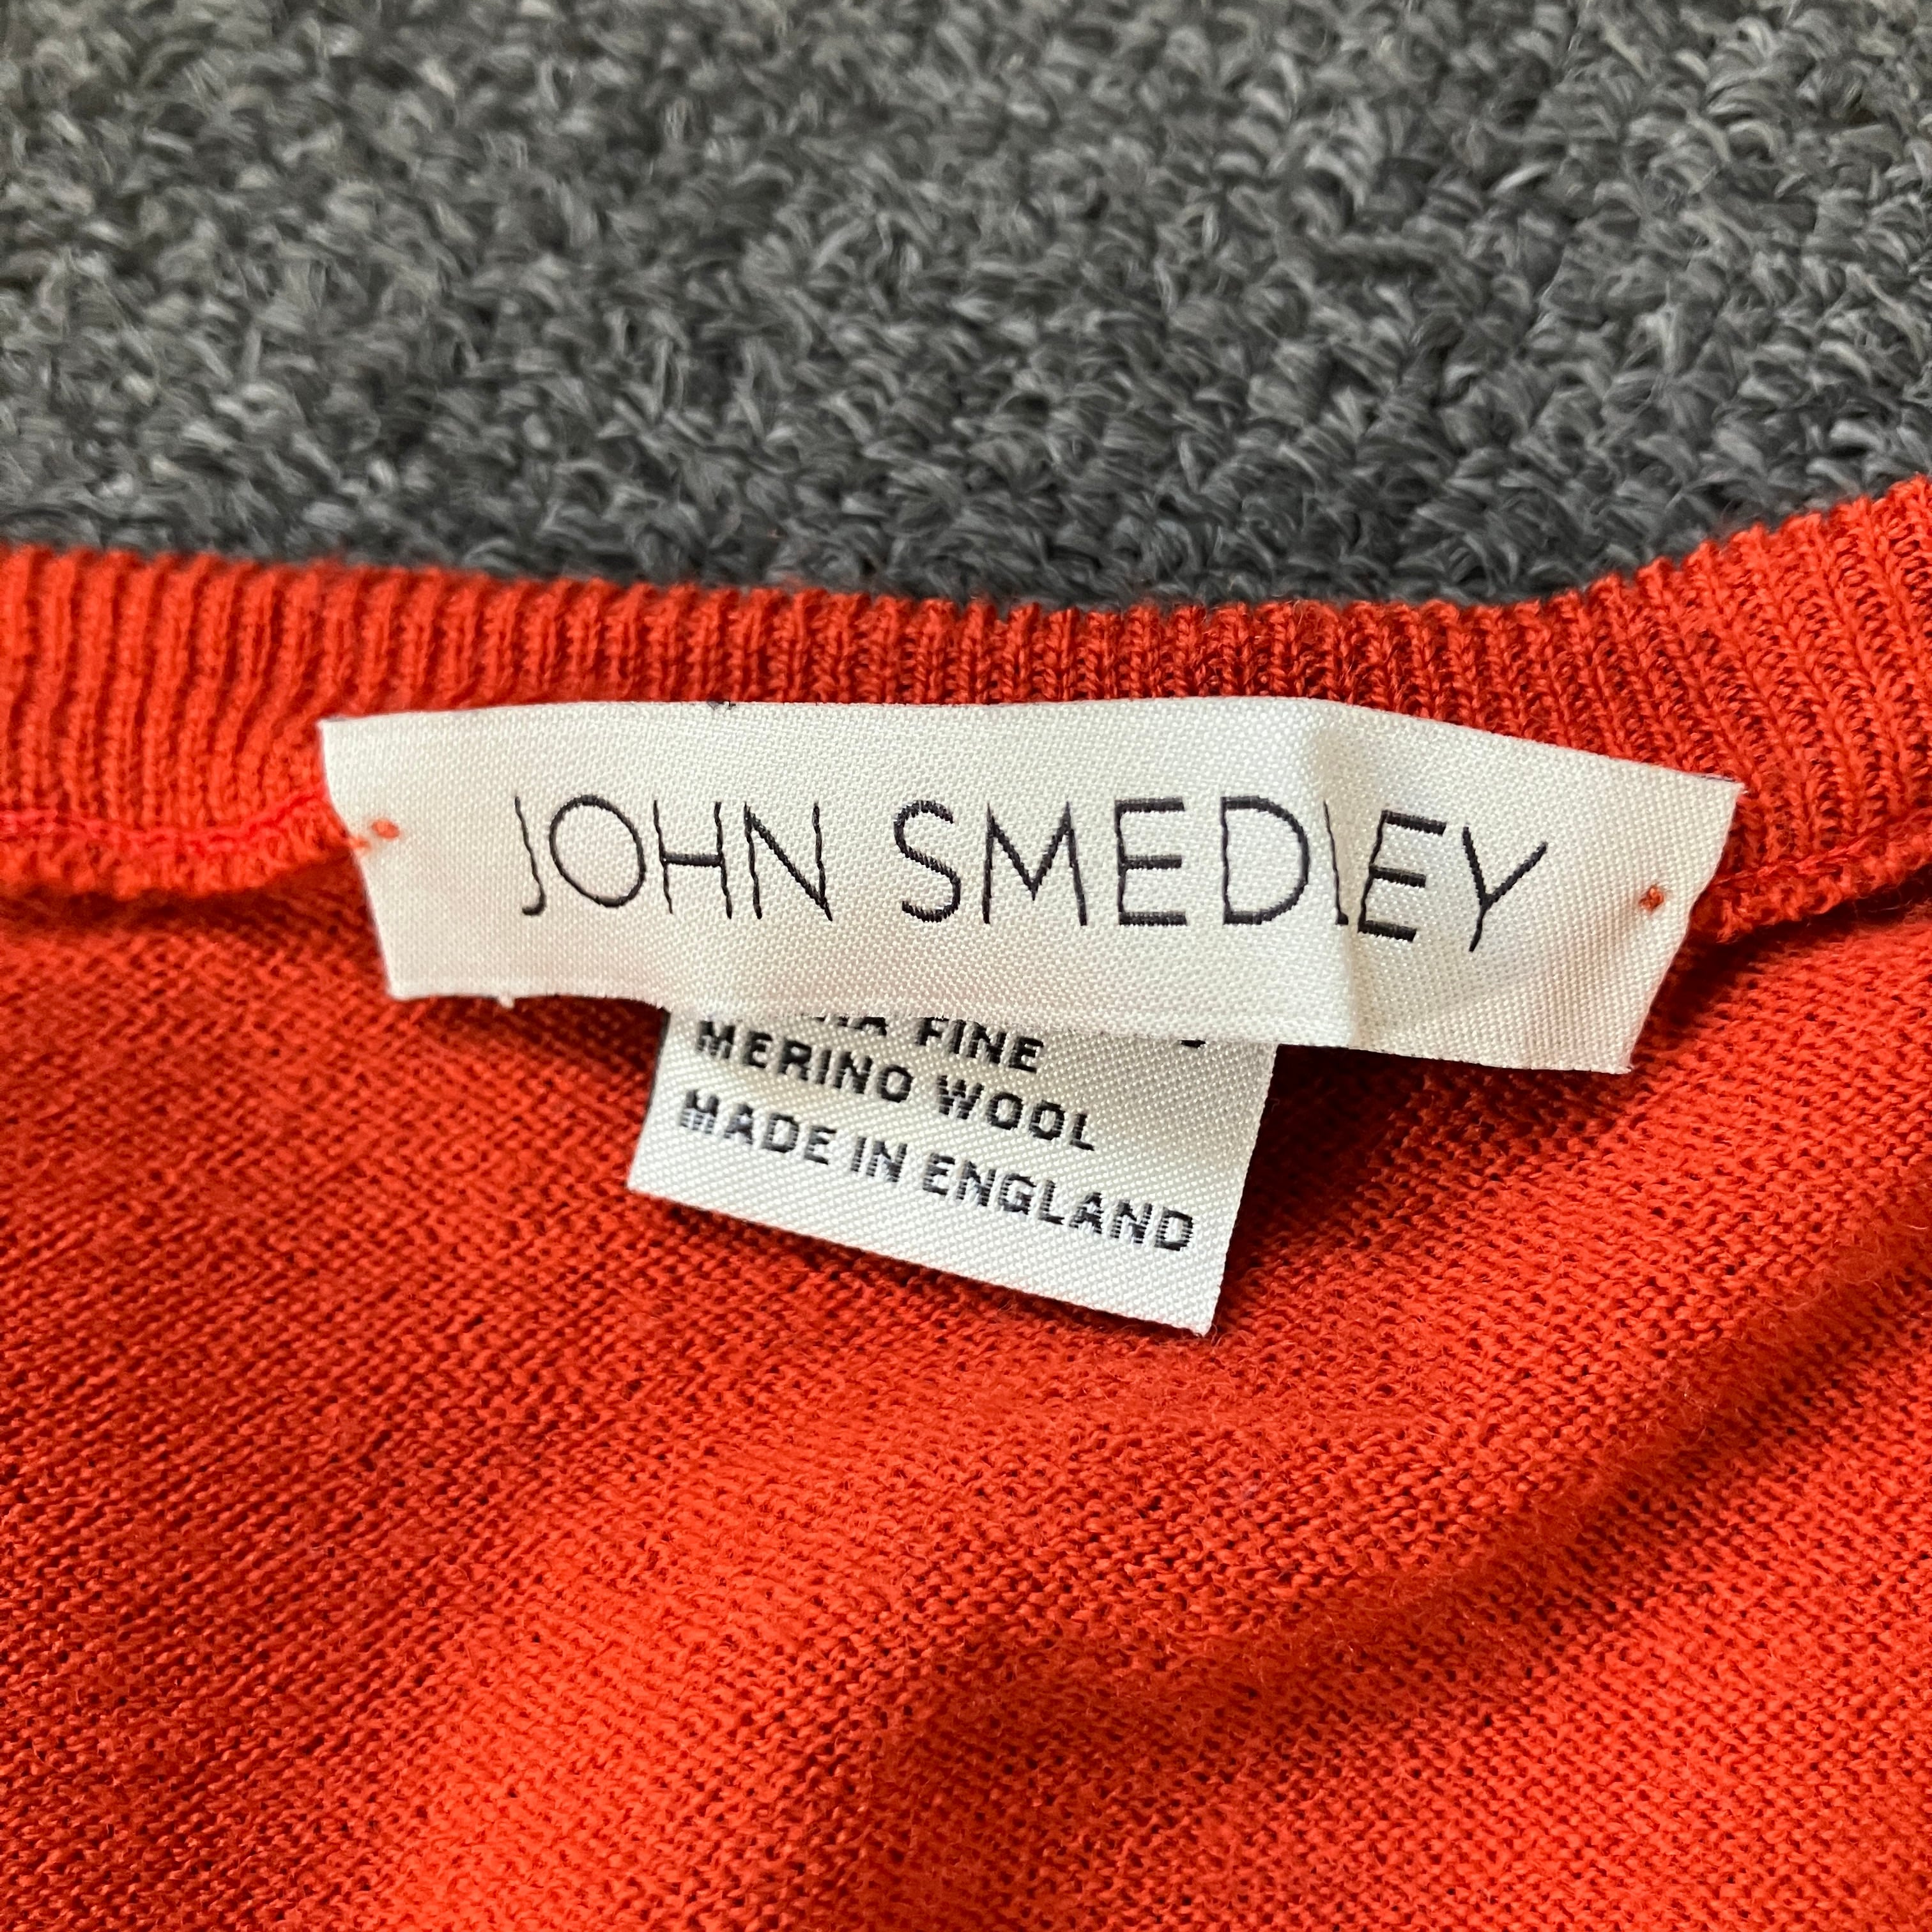 JOHN SMEDLEY
FINE
MERINO WOOL
MADE IN ENGLAND